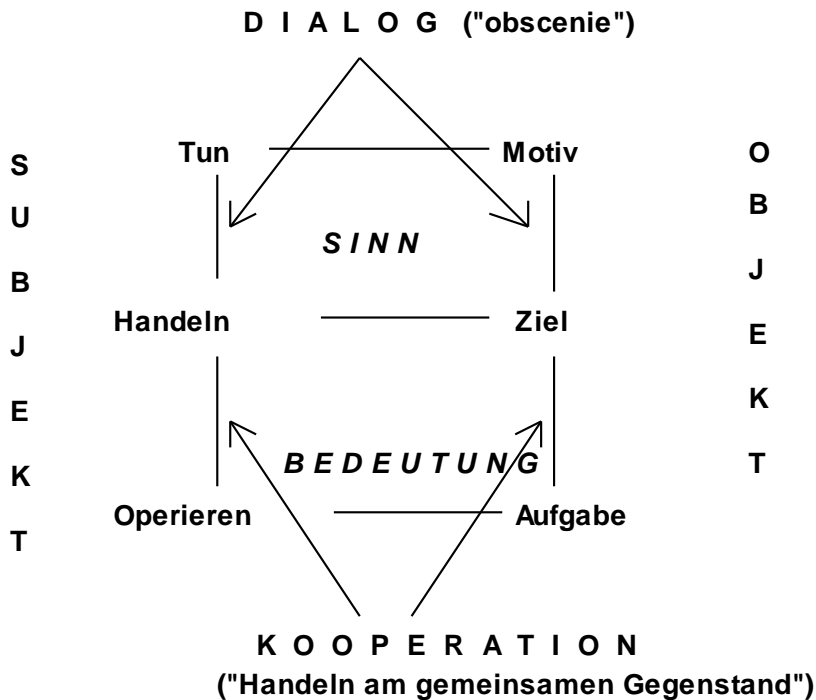 D I A L O G ("obscenie")
S U B J E K T
Tun Motiv
O B J E K T
S I N N
Handeln Ziel
B E D E U T U N G
Operieren Aufgabe
K O O P E R A T I O N
("Handeln am gemeinsamen Gegenstand")